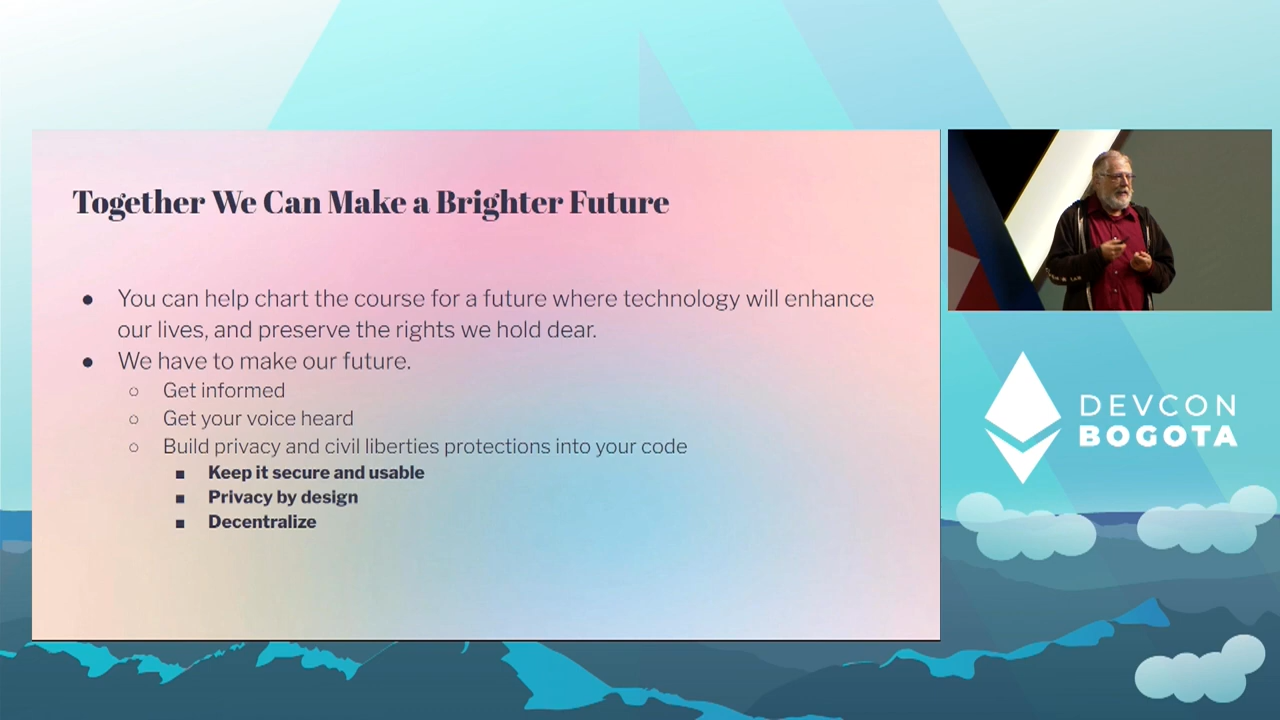 Together We Can Make a Brighter Future
● You can help chart the course for a future where technology will enhance
our lives, and preserve the rights we hold dear.
● We have to make our future.
○ Get informed
○ Get your voice heard
○ Build privacy and civil liberties protections into your code
■ Keep it secure and usable
■ Privacy by design
■ Decentralize
DEVCON
BOGOTA